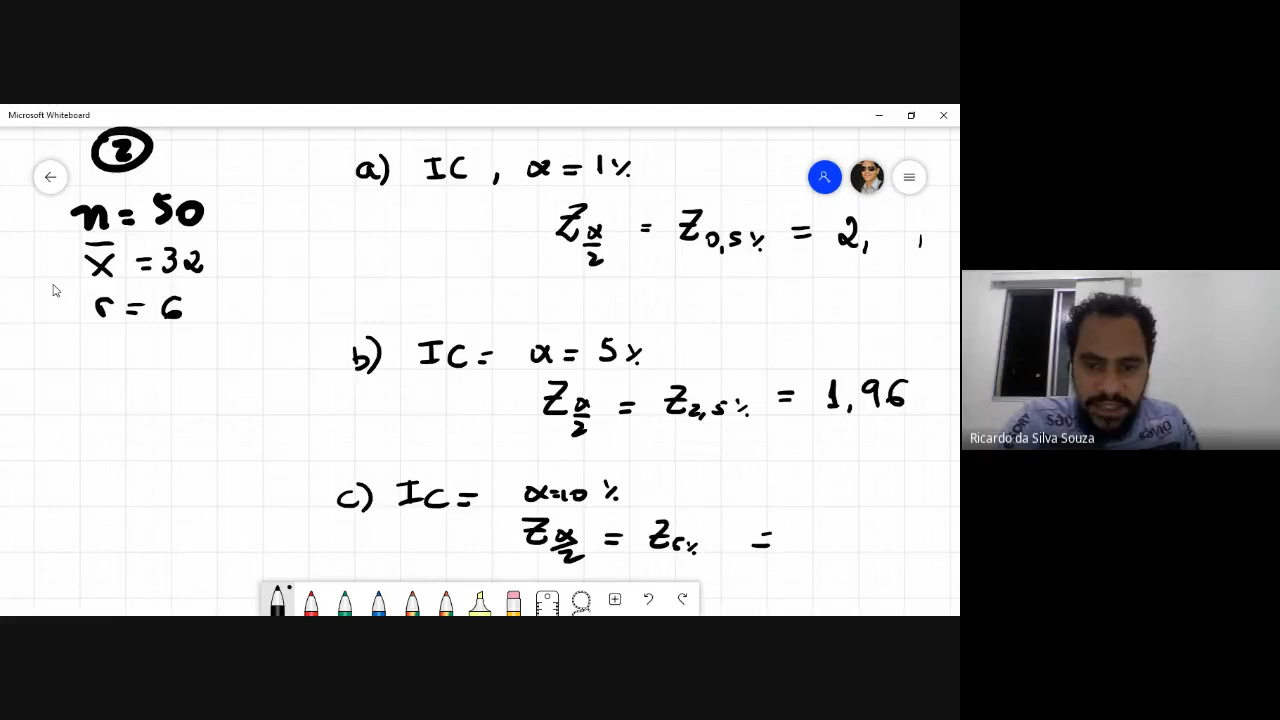 Microsoft Whiteboard
2
n = 50
x̄ = 32
σ = 6
a) IC , α = 1%
Z α/2 = Z 0,5% = 2,
b) IC = α = 5%
Z α/2 = Z 2,5% = 1,96
c) IC = α=10 %
Z α/2 = Z 5% =
Ricardo da Silva Souza